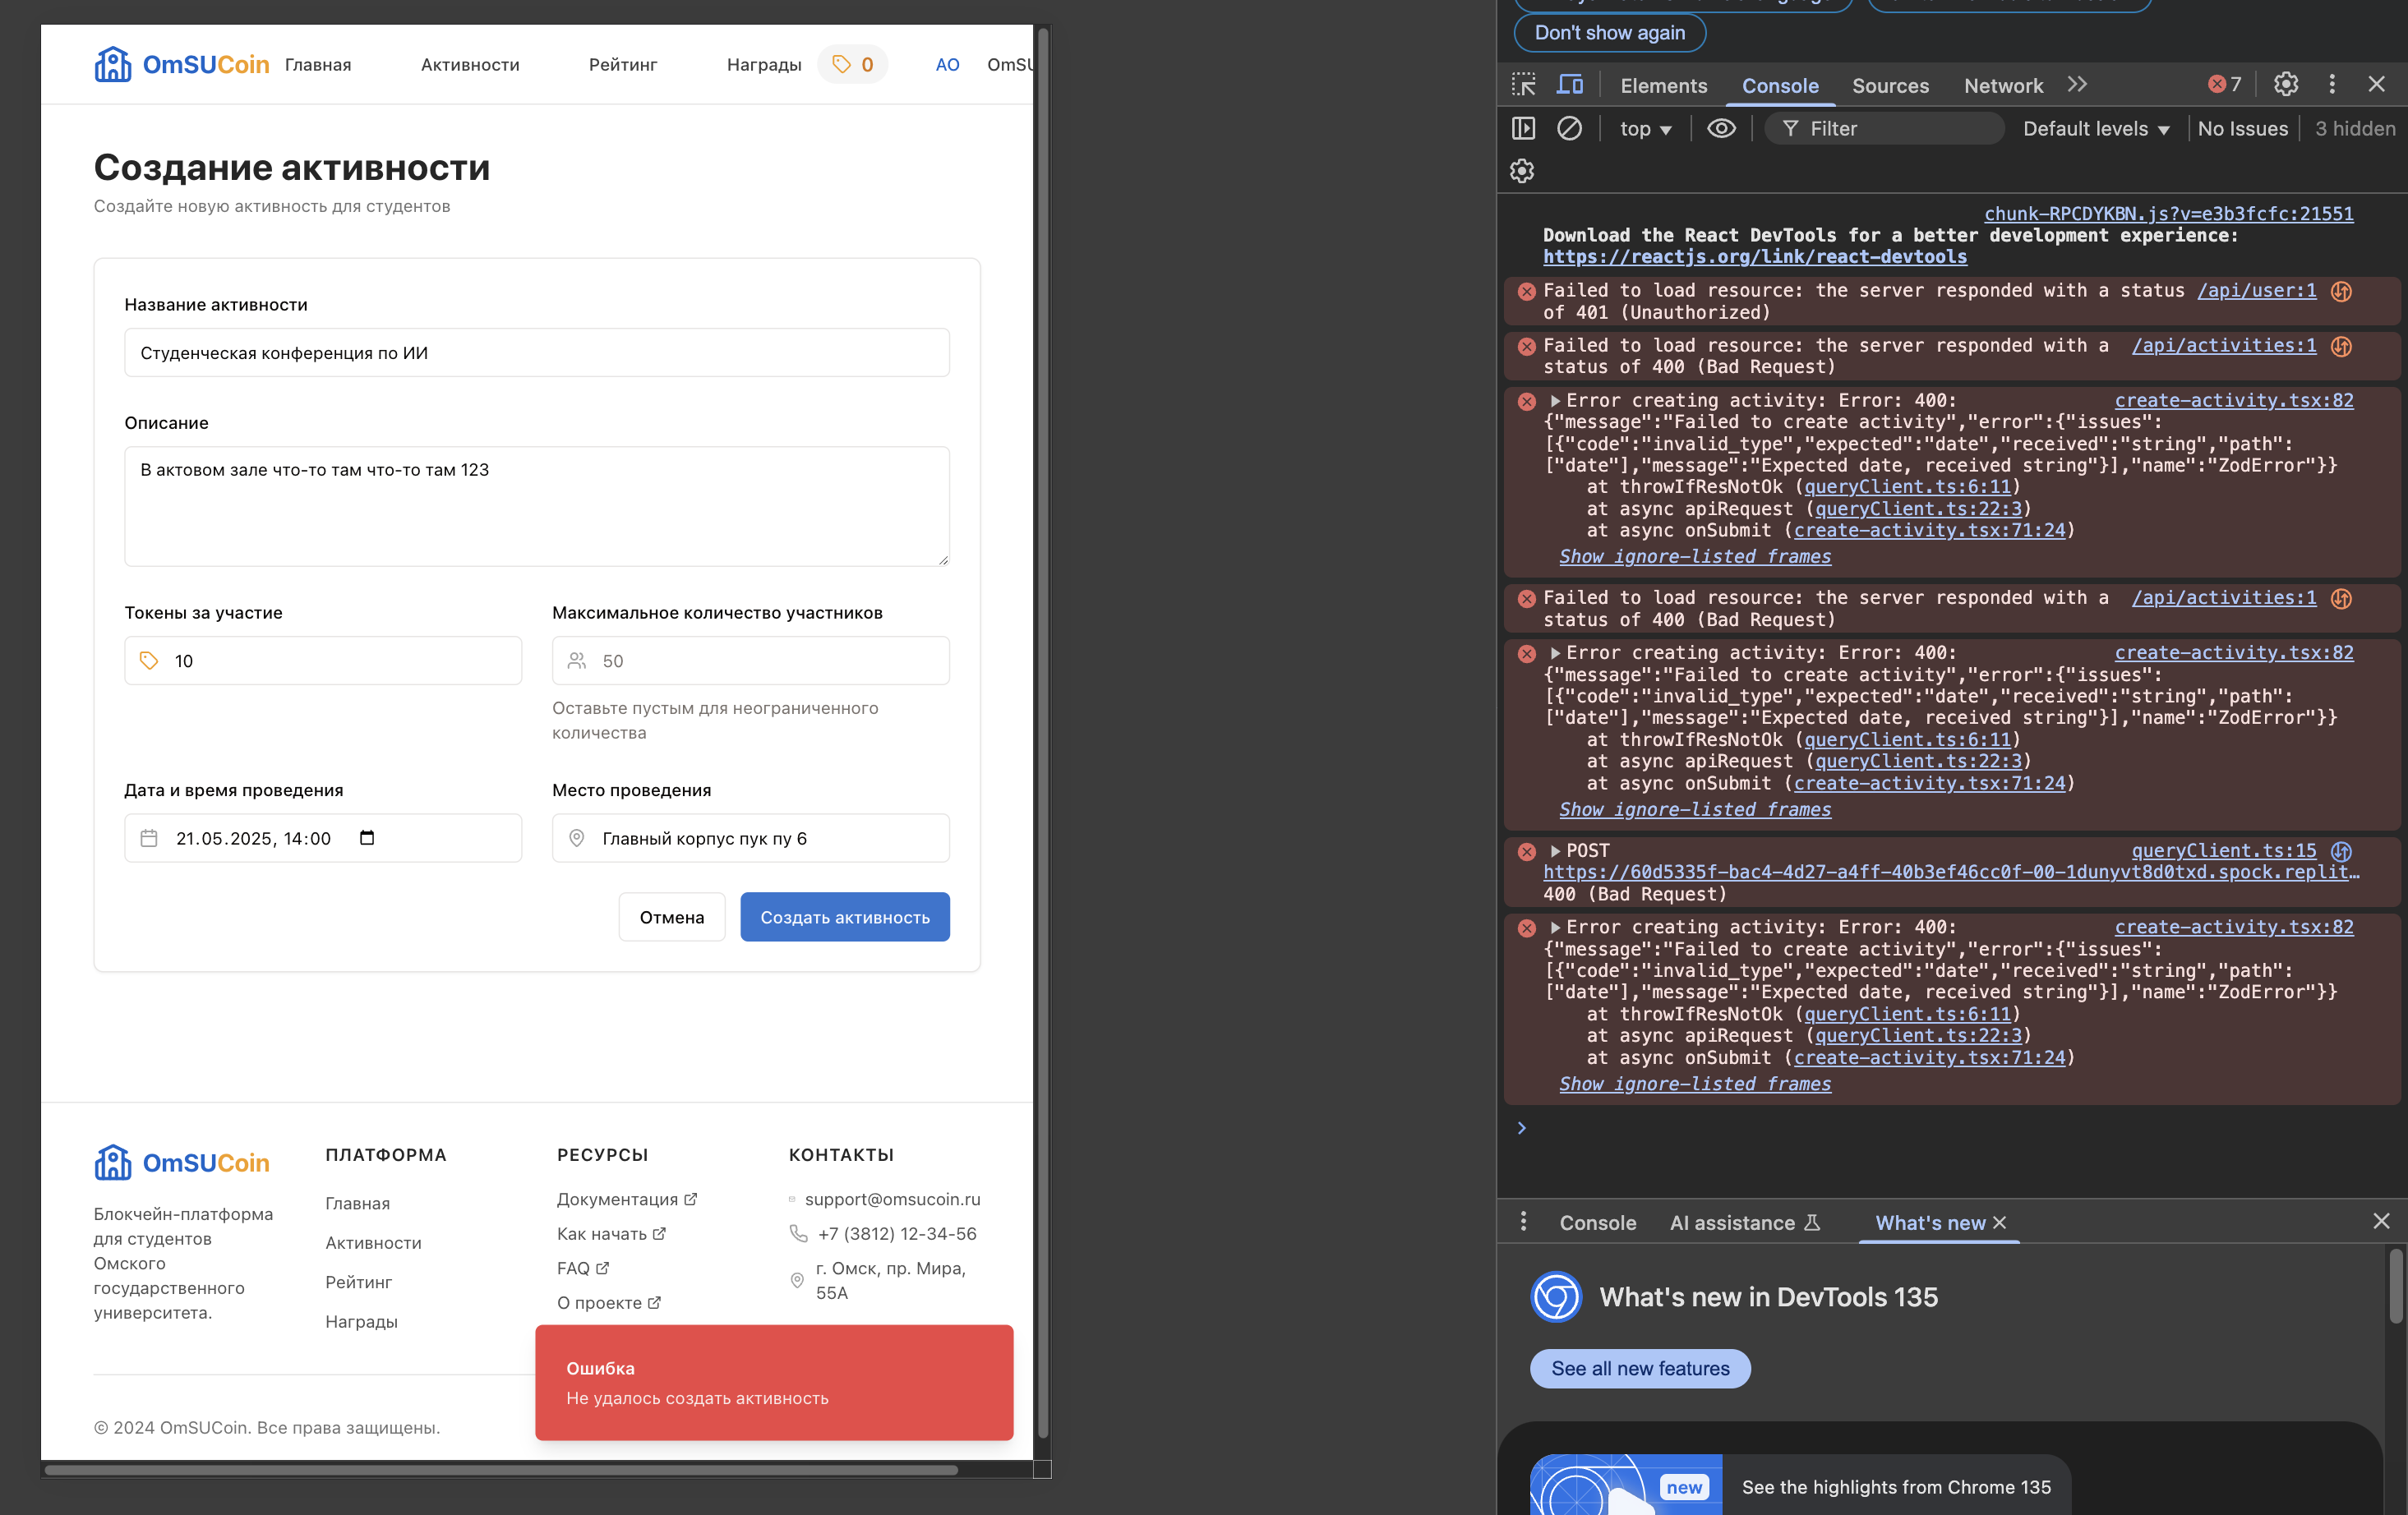 OmSUCoin
Главная
Активности
Рейтинг
Награды
0
АО
Создание активности
Создайте новую активность для студентов
Название активности
Студенческая конференция по ИИ
Описание
В актовом зале что-то там что-то там 123
Токены за участие
Максимальное количество участников
10
50
Оставьте пустым для неограниченного
количества
Дата и время проведения
Место проведения
21.05.2025, 14:00
Главный корпус пук пу 6
Отмена
Создать активность
OmSUCoin
Блокчейн-платформа
для студентов
Омского
государственного
университета.
ПЛАТФОРМА
Главная
Активности
Рейтинг
Награды
РЕСУРСЫ
Документация
Как начать
FAQ
О проекте
КОНТАКТЫ
support@omsucoin.ru
+7 (3812) 12-34-56
г. Омск, пр. Мира,
55А
Ошибка
Не удалось создать активность
© 2024 OmSUCoin. Все права защищены.
Don't show again
Elements
Console
Sources
Network
7
top
Filter
Default levels
No Issues
3 hidden
chunk-RPCDYKBN.js?v=e3b3fcfc:21551
Download the React DevTools for a better development experience:
https://reactjs.org/link/react-devtools
Failed to load resource: the server responded with a status /api/user:1
of 401 (Unauthorized)
Failed to load resource: the server responded with a /api/activities:1
status of 400 (Bad Request)
Error creating activity: Error: 400: create-activity.tsx:82
{"message":"Failed to create activity","error":{"issues":
[{"code":"invalid_type","expected":"date","received":"string","path":
["date"],"message":"Expected date, received string"}],"name":"ZodError"}}
at throwIfResNotOk (queryClient.ts:6:11)
at async apiRequest (queryClient.ts:22:3)
at async onSubmit (create-activity.tsx:71:24)
Show ignore-listed frames
Failed to load resource: the server responded with a /api/activities:1
status of 400 (Bad Request)
Error creating activity: Error: 400: create-activity.tsx:82
{"message":"Failed to create activity","error":{"issues":
[{"code":"invalid_type","expected":"date","received":"string","path":
["date"],"message":"Expected date, received string"}],"name":"ZodError"}}
at throwIfResNotOk (queryClient.ts:6:11)
at async apiRequest (queryClient.ts:22:3)
at async onSubmit (create-activity.tsx:71:24)
Show ignore-listed frames
POST queryClient.ts:15
https://60d5335f-bac4-4d27-a4ff-40b3ef46cc0f-00-1dunyvt8d0txd.spock.replit…
400 (Bad Request)
Error creating activity: Error: 400: create-activity.tsx:82
{"message":"Failed to create activity","error":{"issues":
[{"code":"invalid_type","expected":"date","received":"string","path":
["date"],"message":"Expected date, received string"}],"name":"ZodError"}}
at throwIfResNotOk (queryClient.ts:6:11)
at async apiRequest (queryClient.ts:22:3)
at async onSubmit (create-activity.tsx:71:24)
Show ignore-listed frames
Console
AI assistance
What's new
What's new in DevTools 135
See all new features
new
See the highlights from Chrome 135